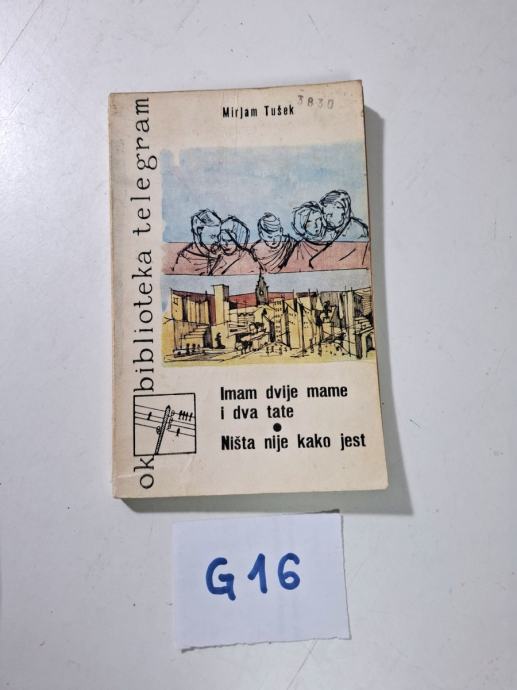 Mirjam Tušek
3830
ok biblioteka telegram
Imam dvije mame
i dva tate
●
Ništa nije kako jest
G16